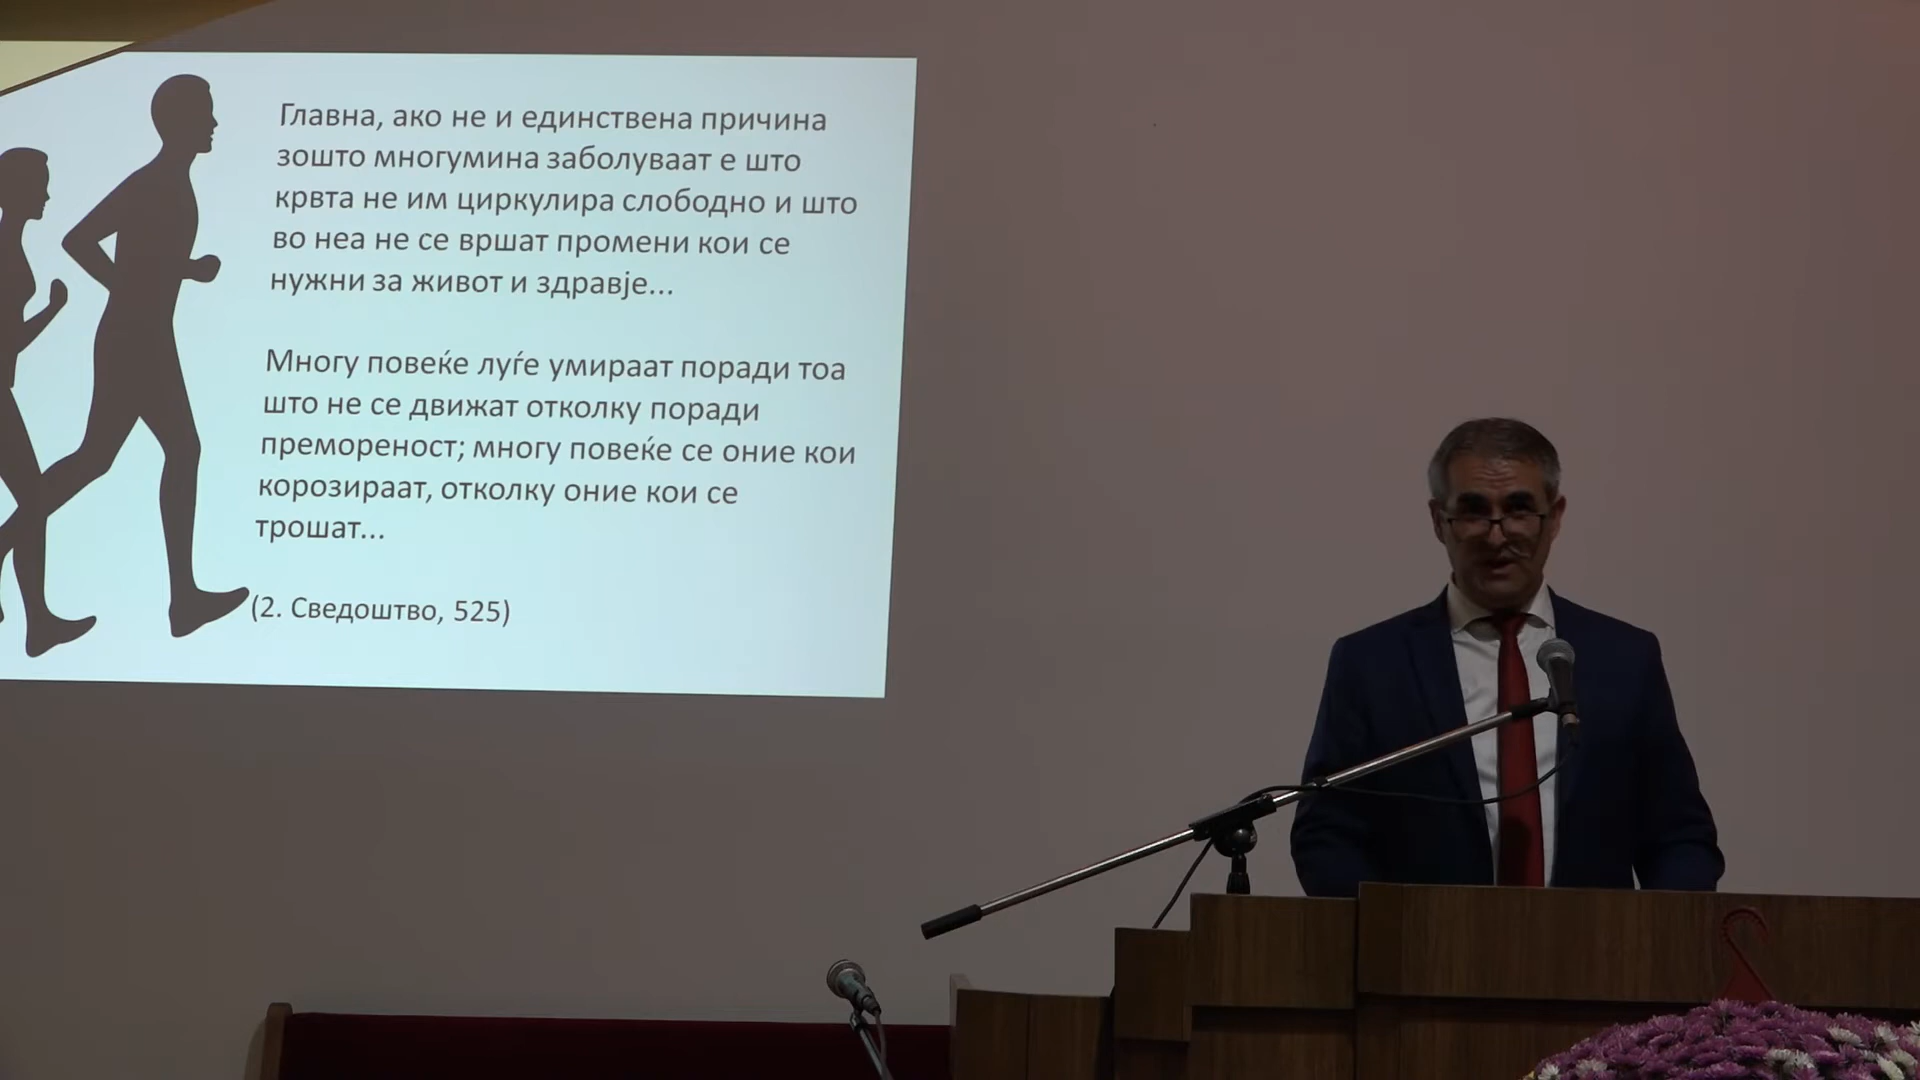 Главна, ако не и единствена причина
зошто многумина заболуваат е што
крвта не им циркулира слободно и што
во неа не се вршат промени кои се
нужни за живот и здравје...
Многу повеќе луѓе умираат поради тоа
што не се движат отколку поради
премореност; многу повеќе се оние кои
корозираат, отколку оние кои се
трошат...
(2. Сведоштво, 525)